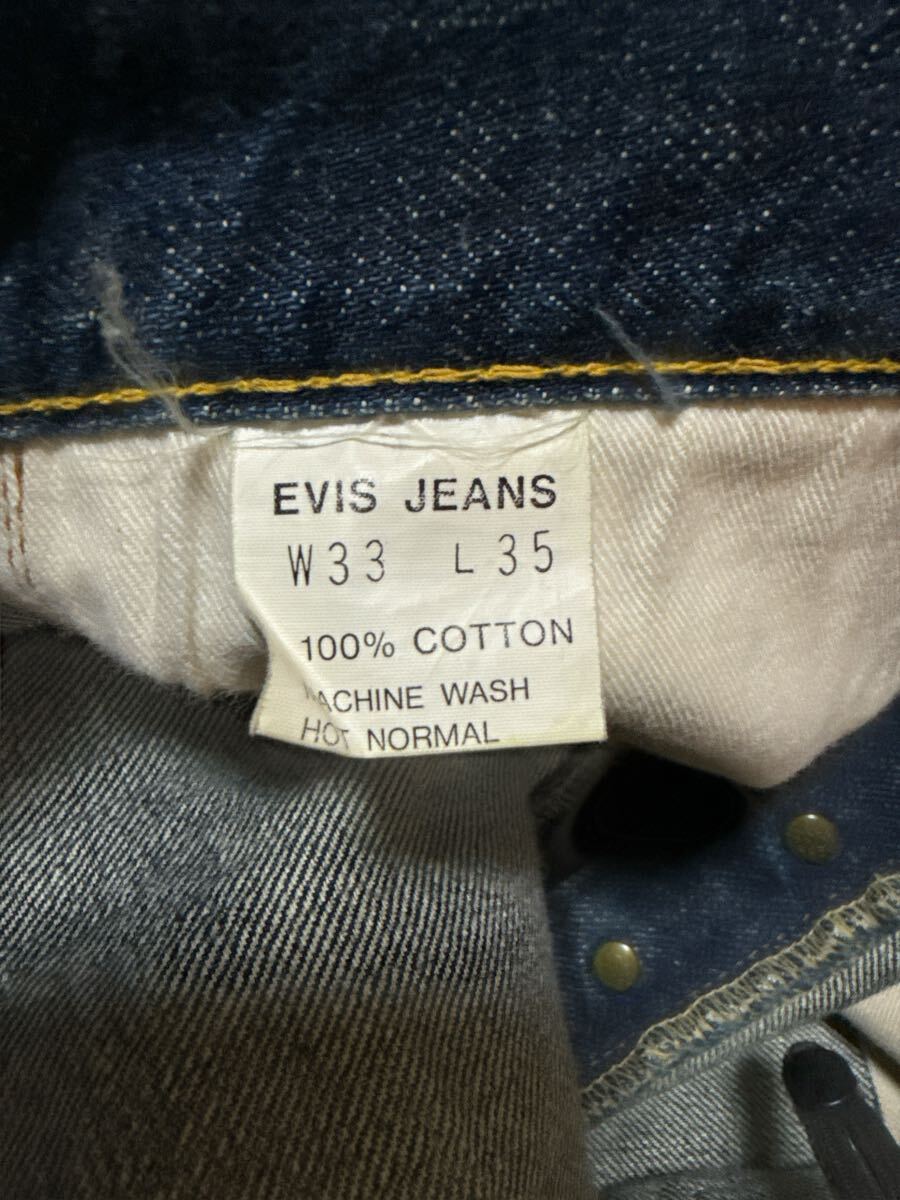 EVIS JEANS
W33 L35
100% COTTON
MACHINE WASH
HOT NORMAL